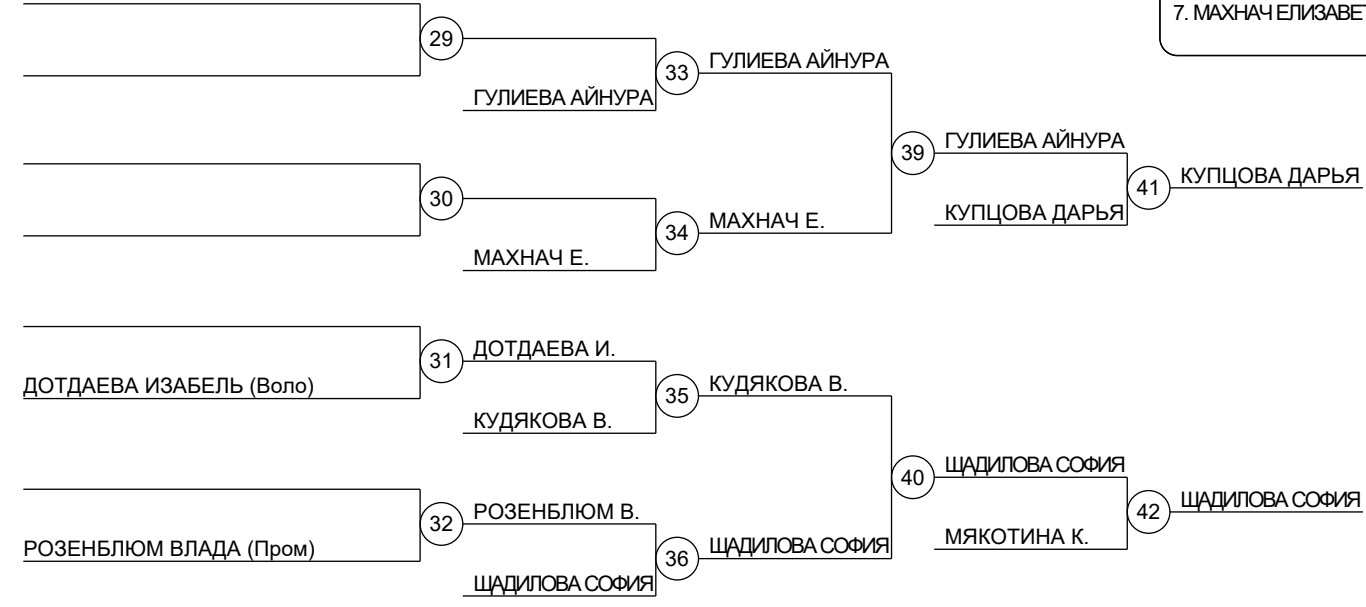 7. МАХНАЧ ЕЛИЗАВЕТ
29
ГУЛИЕВА АЙНУРА
33
ГУЛИЕВА АЙНУРА
39
ГУЛИЕВА АЙНУРА
41
КУПЦОВА ДАРЬЯ
30
34
МАХНАЧ Е.
КУПЦОВА ДАРЬЯ
МАХНАЧ Е.
31
ДОТДАЕВА И.
ДОТДАЕВА ИЗАБЕЛЬ (Воло)
35
КУДЯКОВА В.
КУДЯКОВА В.
40
ЩАДИЛОВА СОФИЯ
42
ЩАДИЛОВА СОФИЯ
32
РОЗЕНБЛЮМ В.
МЯКОТИНА К.
РОЗЕНБЛЮМ ВЛАДА (Пром)
36
ЩАДИЛОВА СОФИЯ
ЩАДИЛОВА СОФИЯ